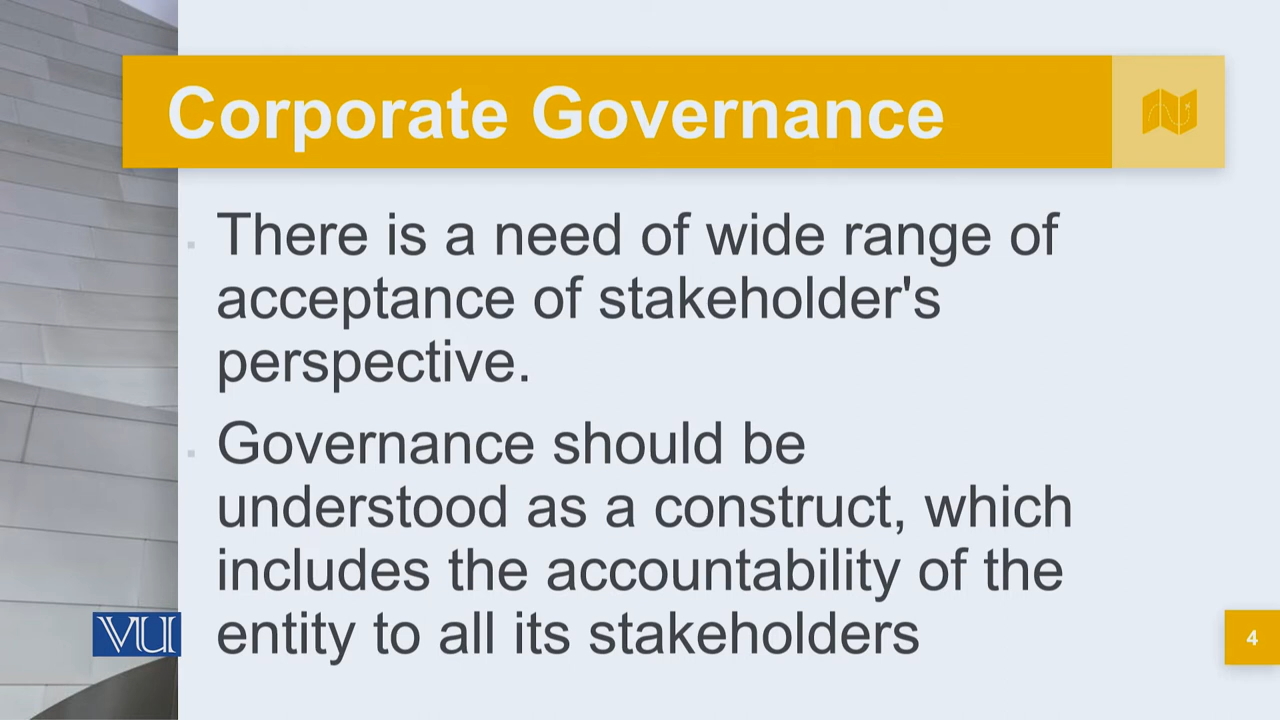 Corporate Governance
There is a need of wide range of
acceptance of stakeholder's
perspective.
Governance should be
understood as a construct, which
includes the accountability of the
entity to all its stakeholders
VU
4